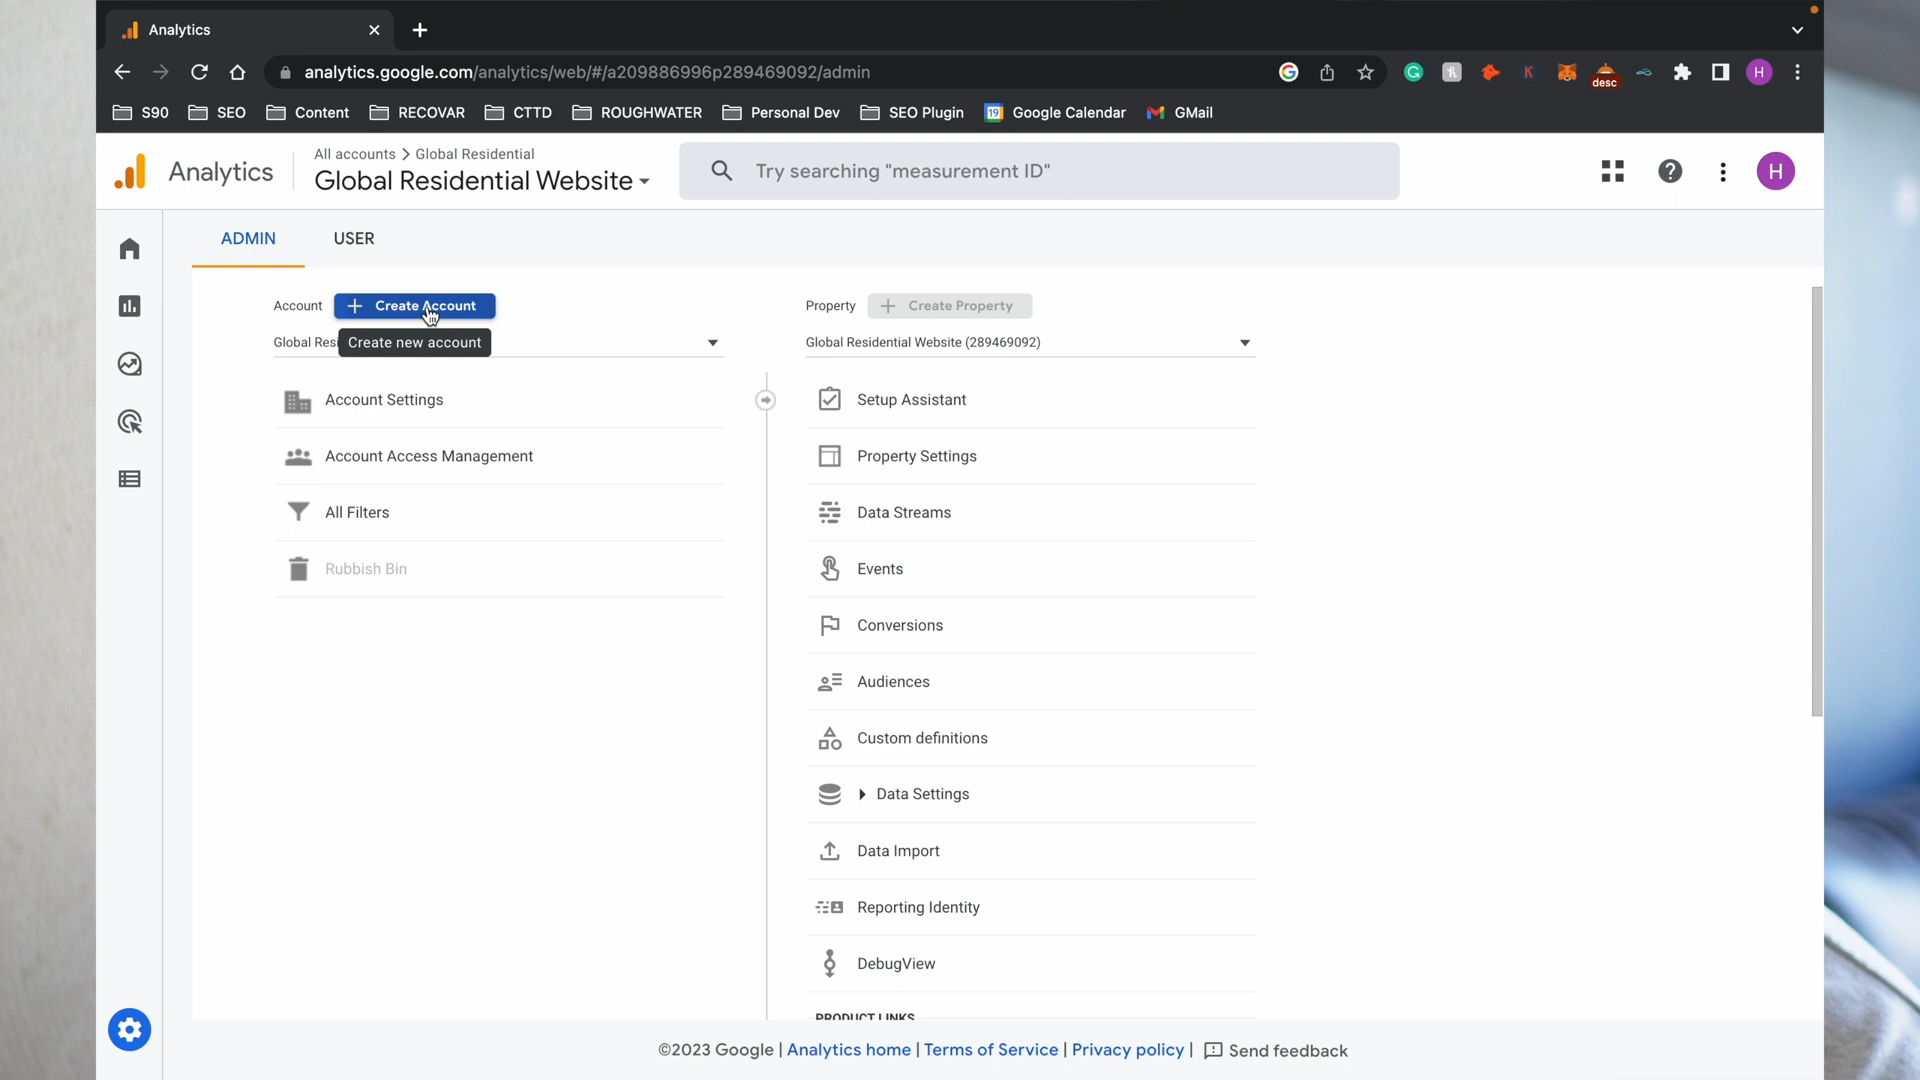 Analytics
analytics.google.com/analytics/web/#/a209886996p289469092/admin
desc
K
H
S90
SEO
Content
RECOVAR
CTTD
ROUGHWATER
Personal Dev
SEO Plugin
19
Google Calendar
GMail
Analytics
All accounts > Global Residential
Global Residential Website
Try searching "measurement ID"
H
ADMIN
USER
Account
+ Create Account
Global Resi
Create new account
Account Settings
Account Access Management
All Filters
Rubbish Bin
Property
+ Create Property
Global Residential Website (289469092)
Setup Assistant
Property Settings
Data Streams
Events
Conversions
Audiences
Custom definitions
Data Settings
Data Import
Reporting Identity
DebugView
PRODUCT LINKS
©2023 Google | Analytics home | Terms of Service | Privacy policy | Send feedback